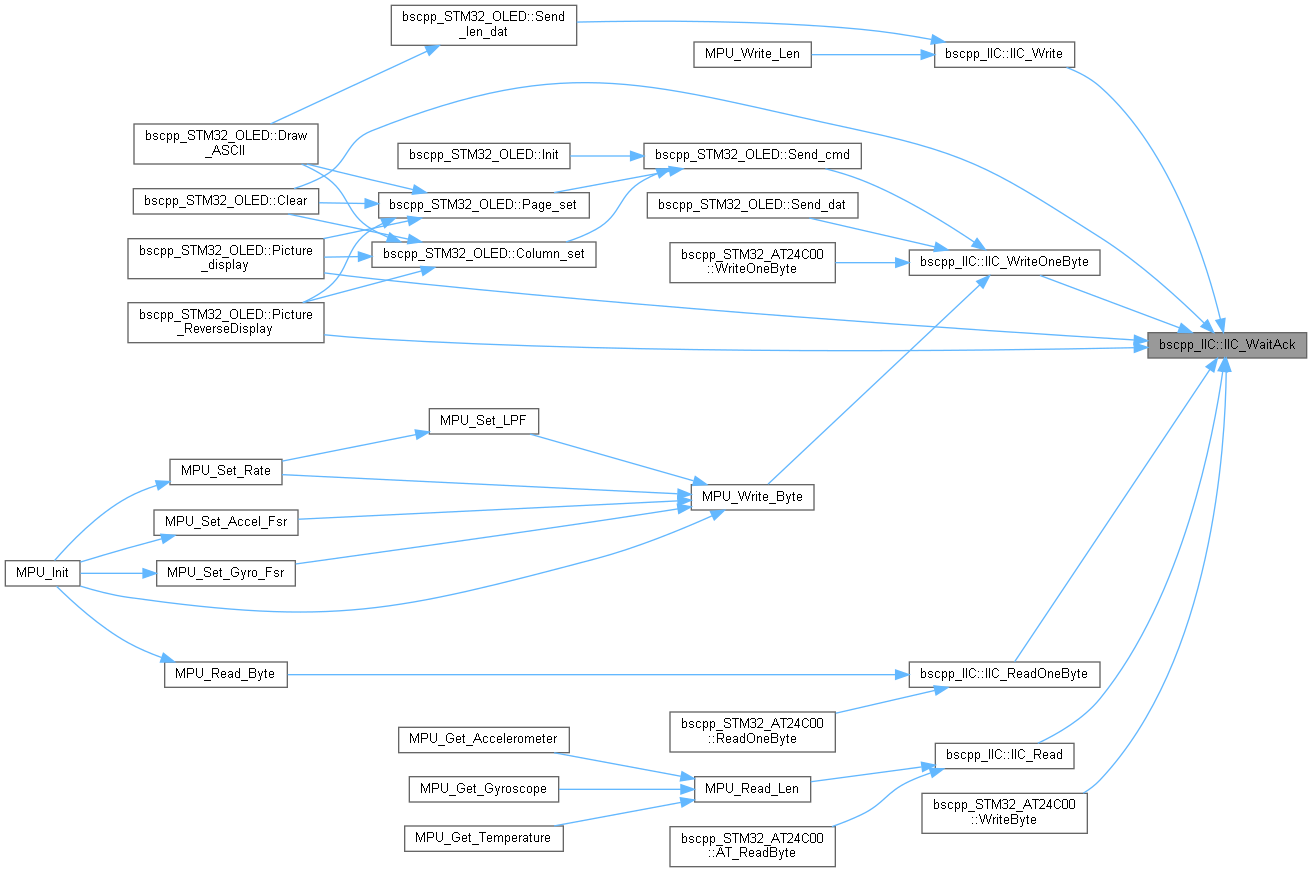 bscpp_STM32_OLED::Send
_len_dat
MPU_Write_Len
bscpp_IIC::IIC_Write
bscpp_STM32_OLED::Draw
_ASCII
bscpp_STM32_OLED::Init
bscpp_STM32_OLED::Send_cmd
bscpp_STM32_OLED::Clear
bscpp_STM32_OLED::Page_set
bscpp_STM32_OLED::Send_dat
bscpp_STM32_OLED::Picture
_display
bscpp_STM32_OLED::Column_set
bscpp_STM32_AT24C00
::WriteOneByte
bscpp_IIC::IIC_WriteOneByte
bscpp_STM32_OLED::Picture
_ReverseDisplay
bscpp_IIC::IIC_WaitAck
MPU_Set_LPF
MPU_Set_Rate
MPU_Write_Byte
MPU_Set_Accel_Fsr
MPU_Init
MPU_Set_Gyro_Fsr
MPU_Read_Byte
bscpp_IIC::IIC_ReadOneByte
bscpp_STM32_AT24C00
::ReadOneByte
MPU_Get_Accelerometer
bscpp_IIC::IIC_Read
MPU_Get_Gyroscope
MPU_Read_Len
bscpp_STM32_AT24C00
::WriteByte
MPU_Get_Temperature
bscpp_STM32_AT24C00
::AT_ReadByte